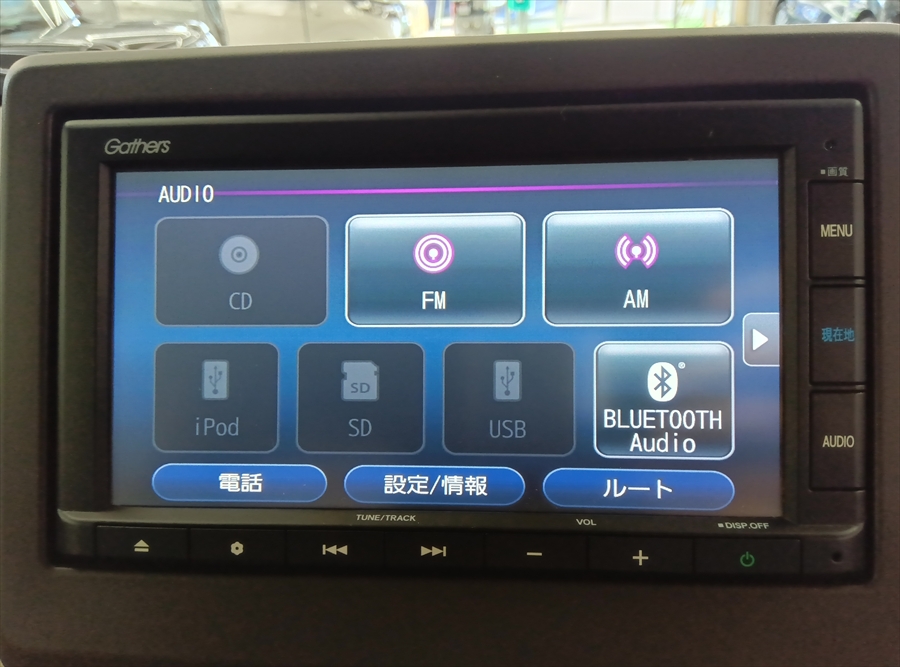 Gathers
■画質
AUDIO
CD
FM
AM
MENU
現在地
iPod
SD
SD
USB
®
BLUETOOTH
Audio
AUDIO
電話
設定/情報
ルート
TUNE/TRACK
VOL
■DISP.OFF